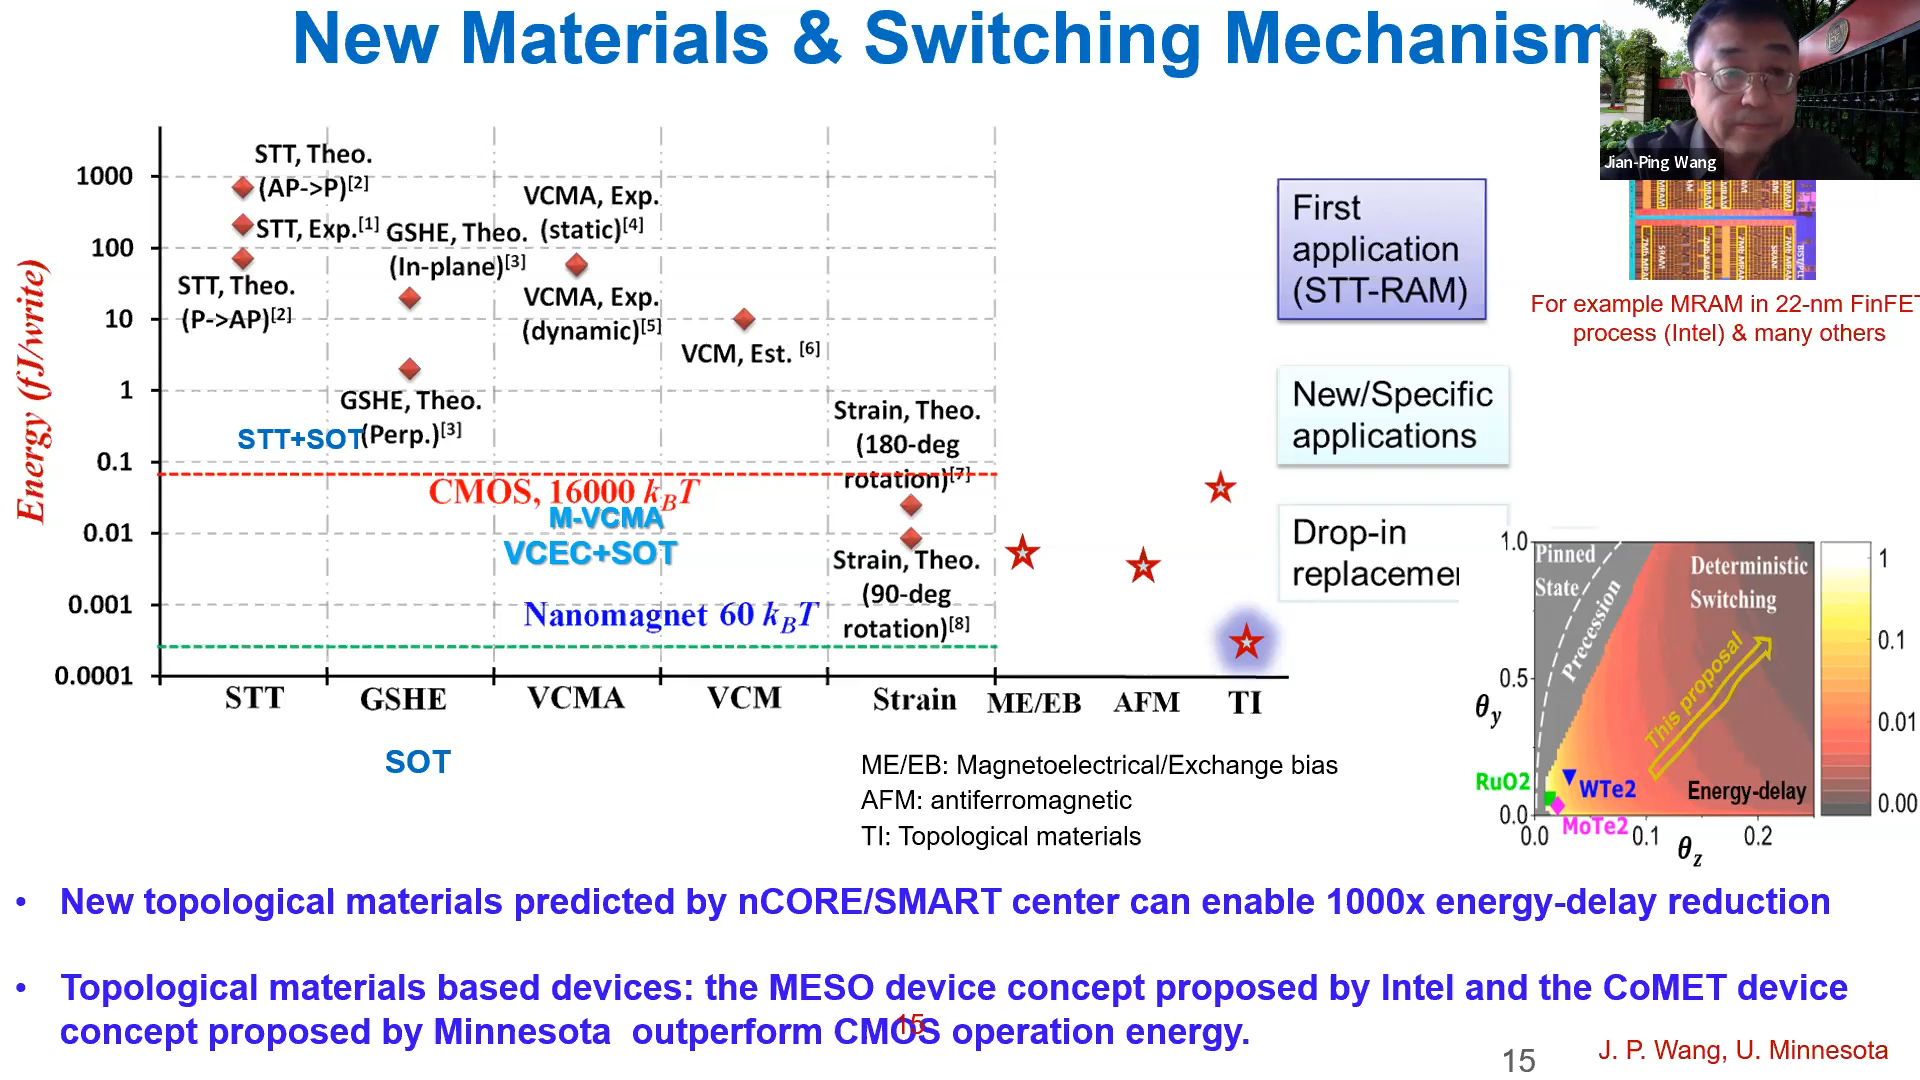 New Materials & Switching Mechanism
Jian-Ping Wang
Energy (fJ/write)
1000
100
10
1
0.1
0.01
0.001
0.0001
STT, Theo.
(AP->P)[2]
STT, Exp.[1]
STT, Theo.
(P->AP)[2]
GSHE, Theo.
(In-plane)[3]
GSHE, Theo.
(Perp.)[3]
STT+SOT
VCMA, Exp.
(static)[4]
VCMA, Exp.
(dynamic)[5]
VCM, Est. [6]
Strain, Theo.
(180-deg
rotation)[7]
Strain, Theo.
(90-deg
rotation)[8]
CMOS, 16000 kBT
M-VCMA
VCEC+SOT
Nanomagnet 60 kBT
STT
GSHE
VCMA
VCM
Strain
ME/EB
AFM
TI
SOT
ME/EB: Magnetoelectrical/Exchange bias
AFM: antiferromagnetic
TI: Topological materials
First
application
(STT-RAM)
New/Specific
applications
Drop-in
replacemen
For example MRAM in 22-nm FinFET
process (Intel) & many others
1.0
0.5
0.0
θy
Pinned
State
Precession
Deterministic
Switching
This proposal
Energy-delay
RuO2
WTe2
MoTe2
0.0
0.1
0.2
θz
1
0.1
0.01
0.00
• New topological materials predicted by nCORE/SMART center can enable 1000x energy-delay reduction
• Topological materials based devices: the MESO device concept proposed by Intel and the CoMET device
concept proposed by Minnesota outperform CMOS operation energy.
15
15
J. P. Wang, U. Minnesota